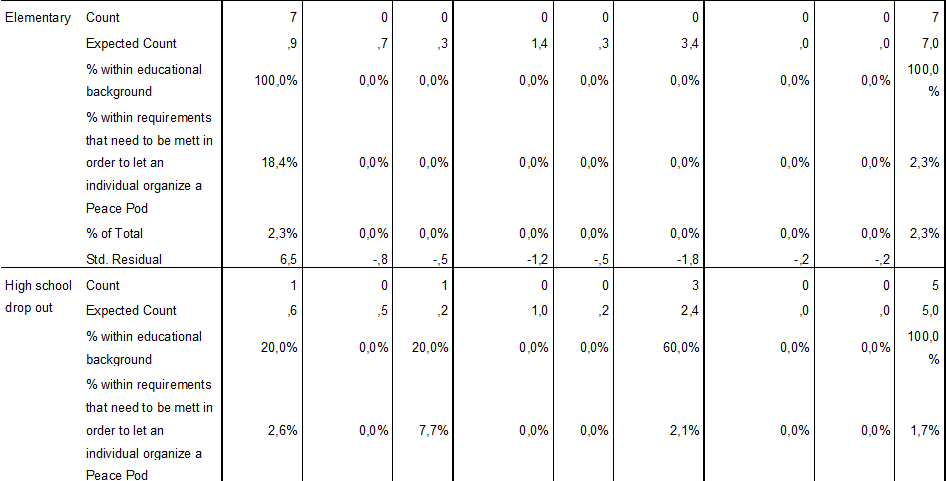 Elementary Count 7 0 0 0 0 0 0 0 7
Expected Count ,9 ,7 ,3 1,4 ,3 3,4 ,0 ,0 7,0
% within educational
background 100,0% 0,0% 0,0% 0,0% 0,0% 0,0% 0,0% 0,0% 100,0
%
% within requirements
that need to be mett in
order to let an 18,4% 0,0% 0,0% 0,0% 0,0% 0,0% 0,0% 0,0% 2,3%
individual organize a
Peace Pod
% of Total 2,3% 0,0% 0,0% 0,0% 0,0% 0,0% 0,0% 0,0% 2,3%
Std. Residual 6,5 -,8 -,5 -1,2 -,5 -1,8 -,2 -,2
High school Count 1 0 1 0 0 3 0 0 5
drop out Expected Count ,6 ,5 ,2 1,0 ,2 2,4 ,0 ,0 5,0
% within educational
background 20,0% 0,0% 20,0% 0,0% 0,0% 60,0% 0,0% 0,0% 100,0
%
% within requirements
that need to be mett in
order to let an 2,6% 0,0% 7,7% 0,0% 0,0% 2,1% 0,0% 0,0% 1,7%
individual organize a
Peace Pod